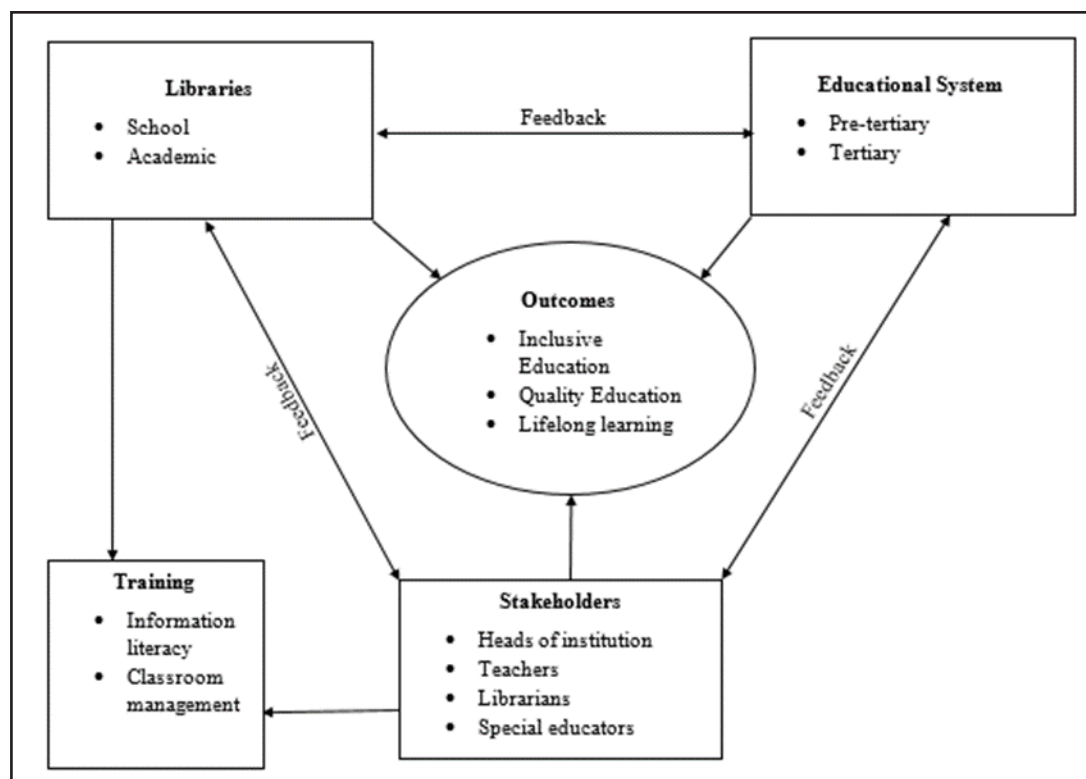 Libraries
• School
• Academic
Feedback
Educational System
• Pre-tertiary
• Tertiary
Outcomes
• Inclusive
Education
• Quality Education
• Lifelong learning
Feedback
Feedback
Training
• Information
literacy
• Classroom
management
Stakeholders
• Heads of institution
• Teachers
• Librarians
• Special educators